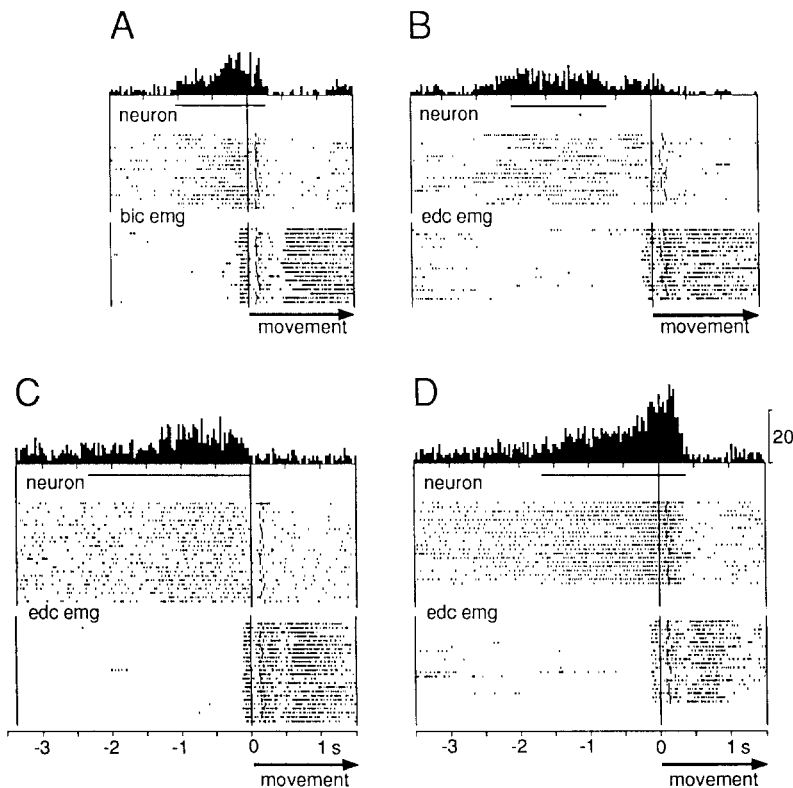 A
B
neuron
neuron
bic emg
edc emg
movement
movement
C
D
20
neuron
neuron
edc emg
edc emg
-3 -2 -1 0 1 s
-3 -2 -1 0 1 s
movement
movement